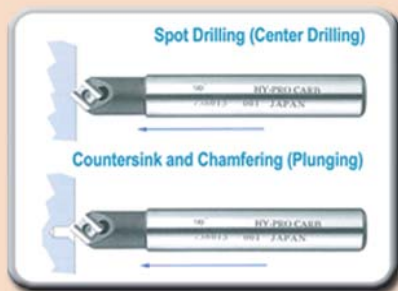 Spot Drilling (Center Drilling)
HY-PRO CARB
JAPAN
Countersink and Chamfering (Plunging)
HY-PRO CARB
JAPAN